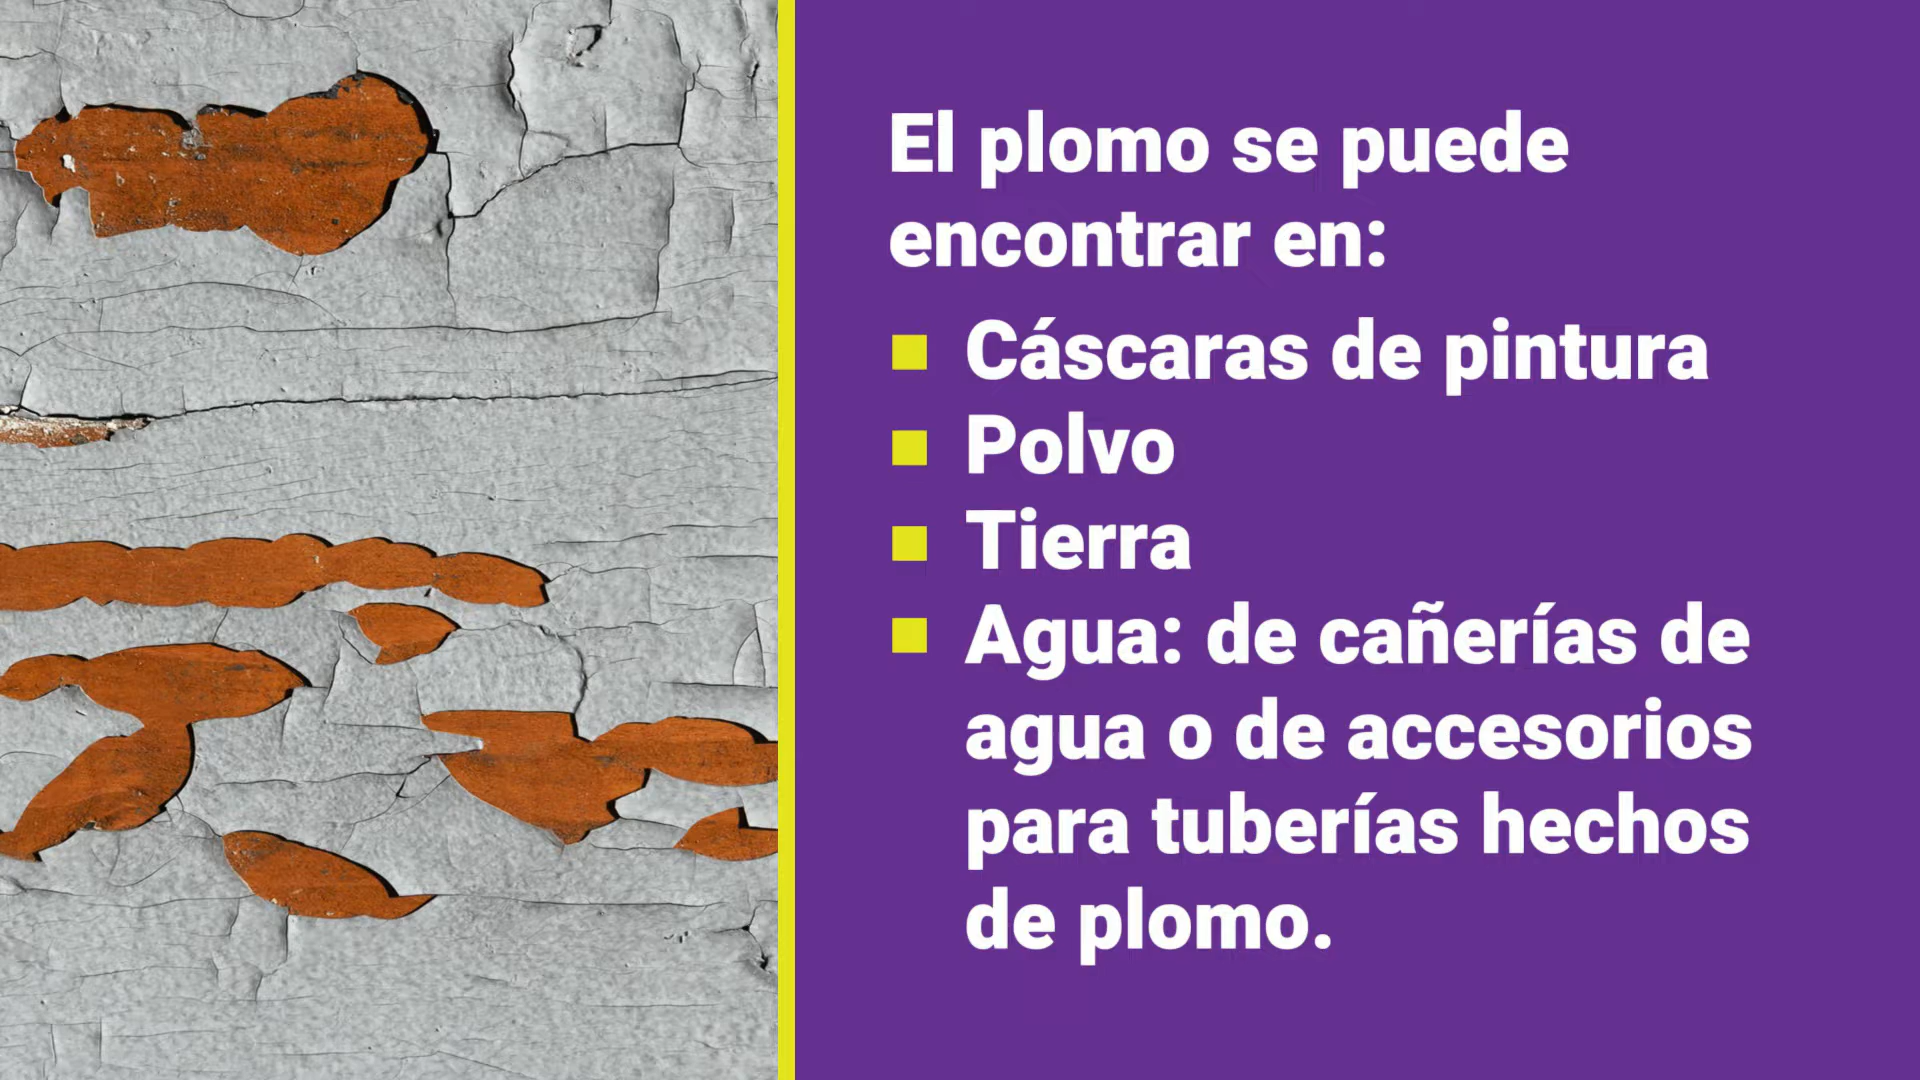 El plomo se puede
encontrar en:
Cáscaras de pintura
Polvo
Tierra
Agua: de cañerías de
agua o de accesorios
para tuberías hechos
de plomo.